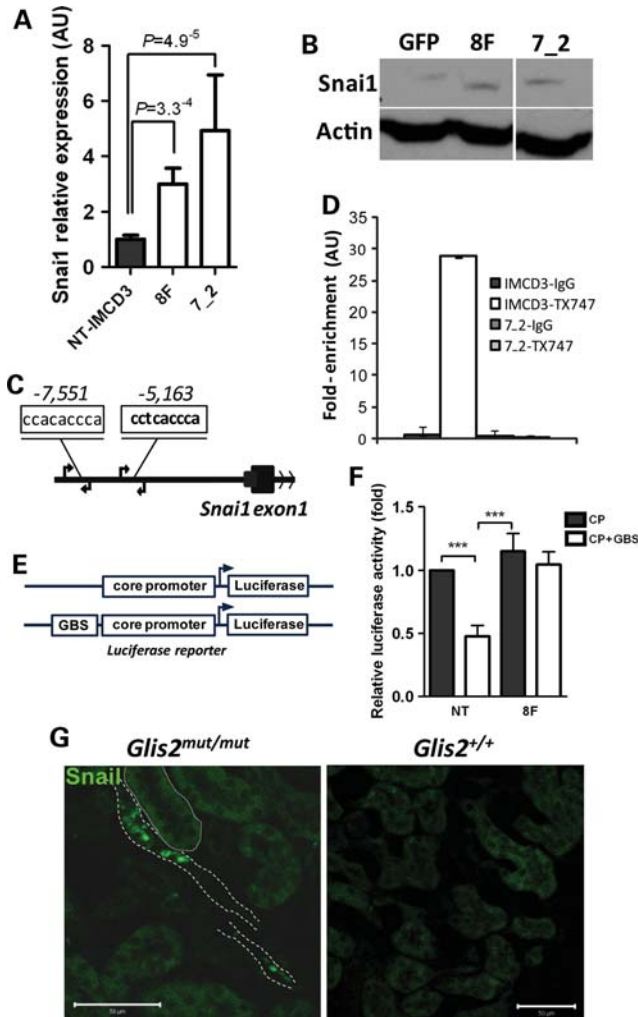 A
Snai1 relative expression (AU)
8
6
4
2
0
P=4.9⁻⁵
P=3.3⁻⁴
NT-IMCD3
8F
7_2
B
GFP 8F 7_2
Snai1
Actin
D
Fold-enrichment (AU)
35
30
25
20
15
10
5
0
IMCD3-IgG
IMCD3-TX747
7_2-IgG
7_2-TX747
C
-7,551 -5,163
ccacaccca cctcaccca
Snai1 exon1
E
core promoter Luciferase
GBS core promoter Luciferase
Luciferase reporter
F
Relative luciferase activity (fold)
1.5
1.0
0.5
0.0
***
***
CP
CP+GBS
NT 8F
G
Glis2mut/mut Glis2+/+
Snail
50 µm
50 µm